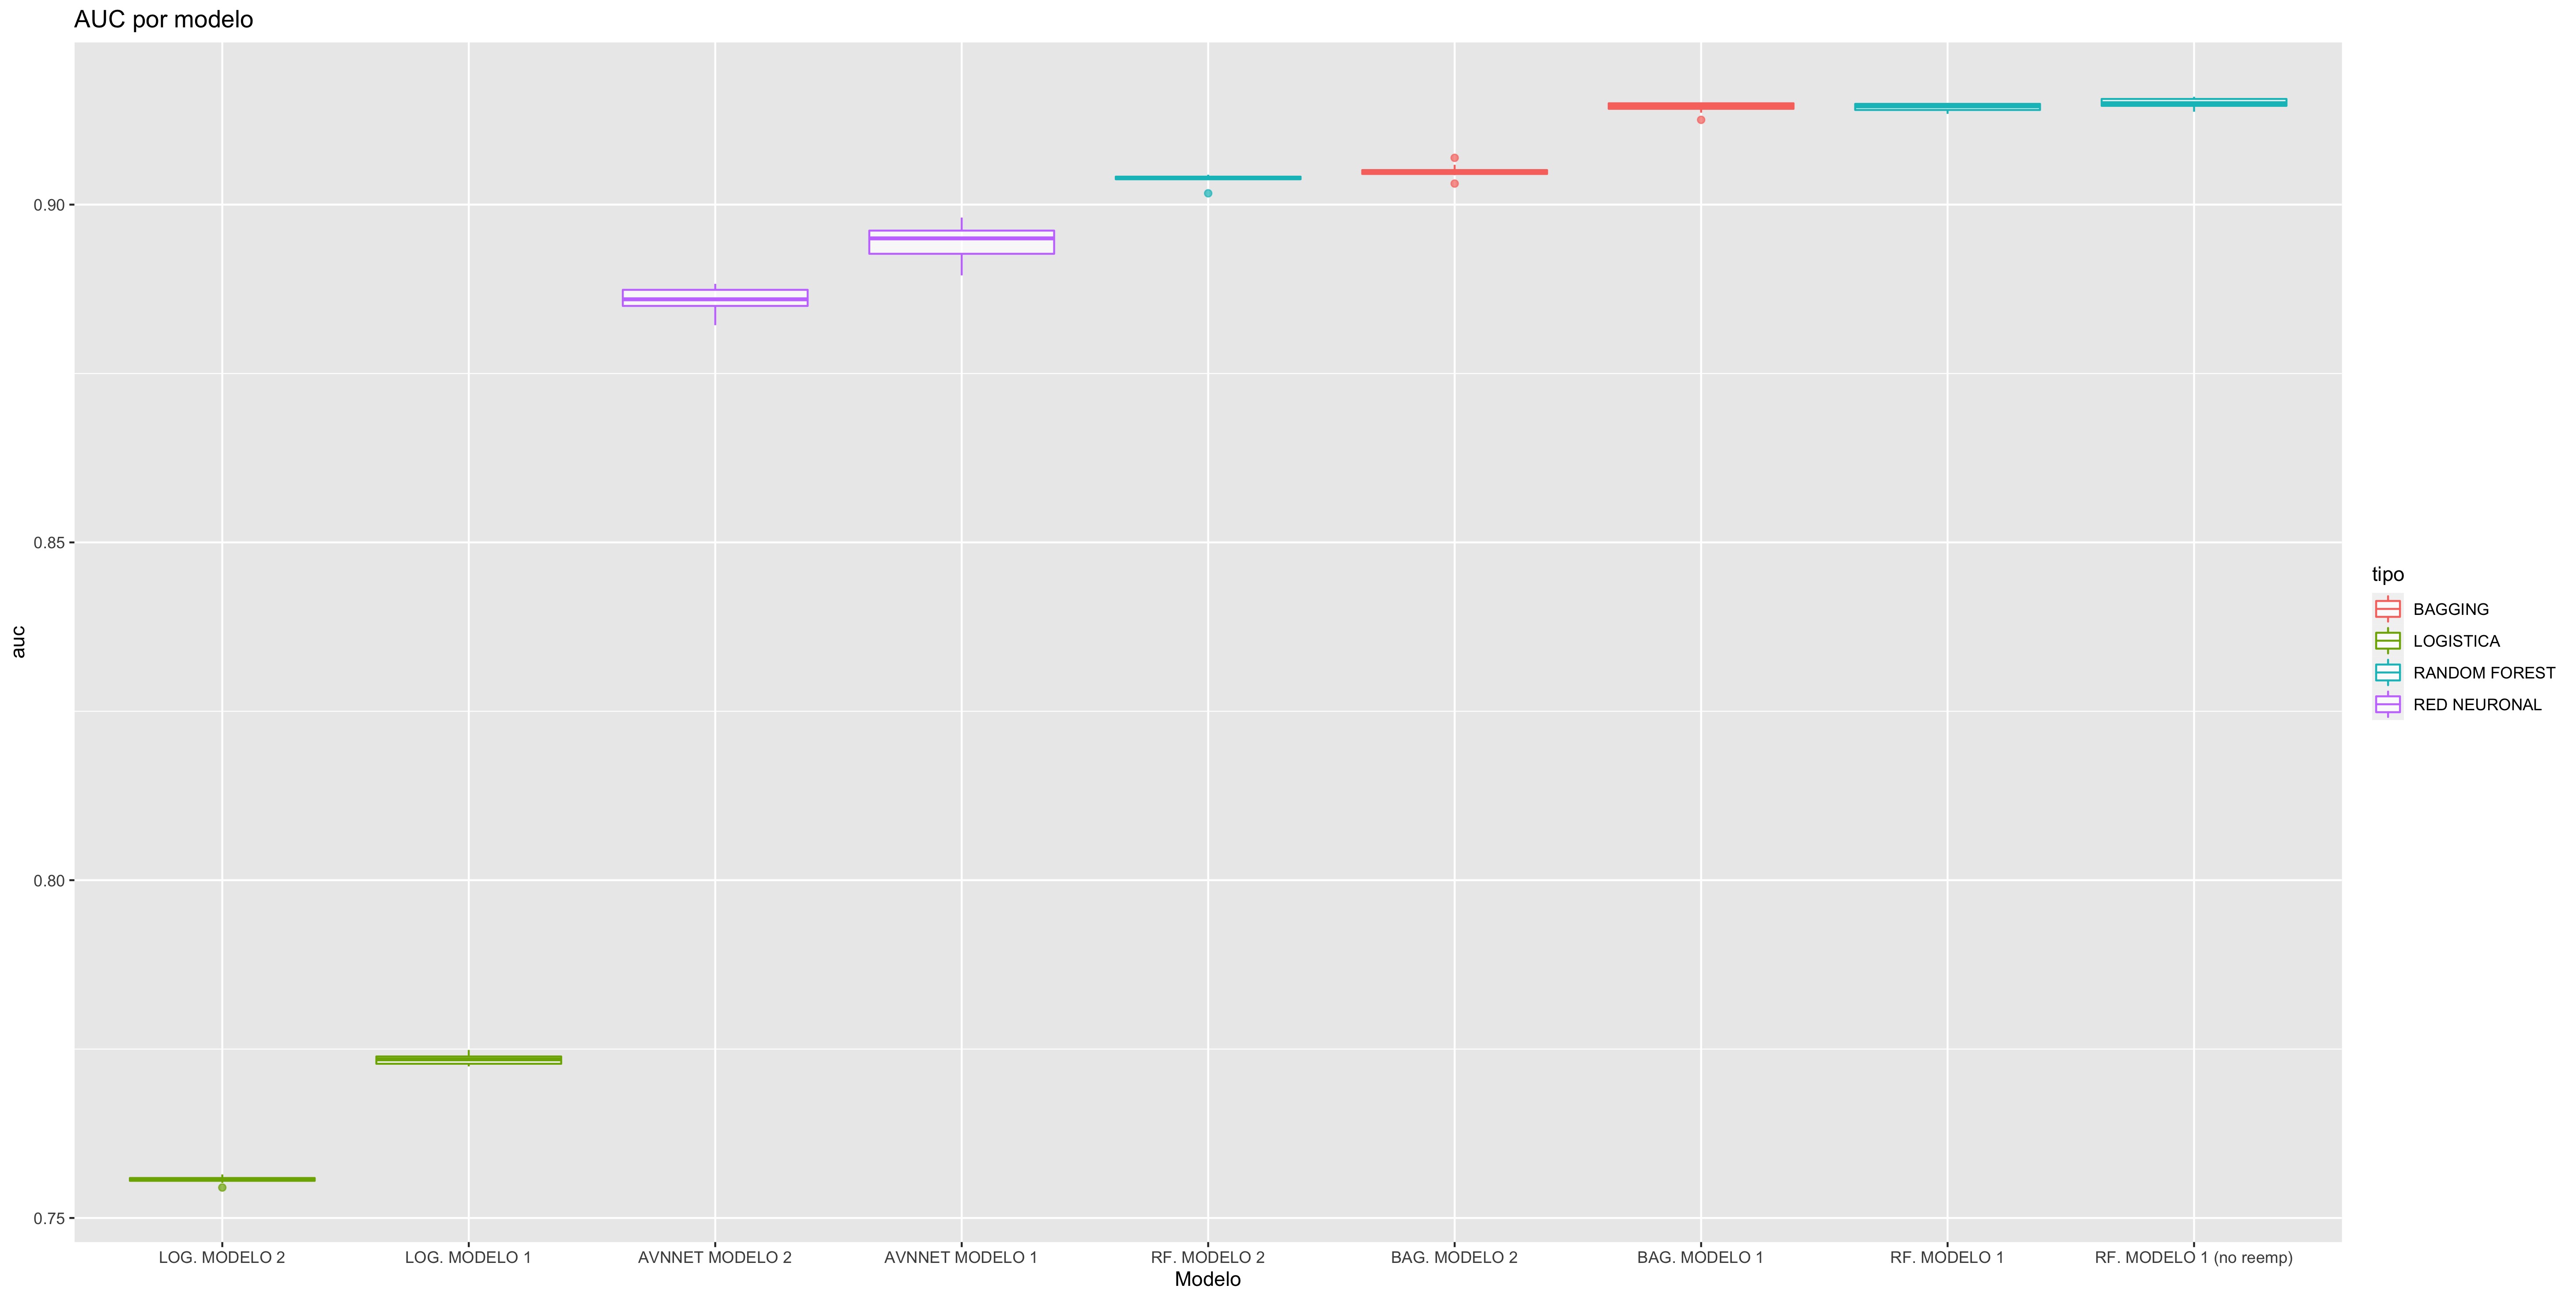 AUC por modelo
0.90
0.85
0.80
0.75
auc
LOG. MODELO 2
LOG. MODELO 1
AVNNET MODELO 2
AVNNET MODELO 1
RF. MODELO 2
BAG. MODELO 2
BAG. MODELO 1
RF. MODELO 1
RF. MODELO 1 (no reemp)
Modelo
tipo
BAGGING
LOGISTICA
RANDOM FOREST
RED NEURONAL